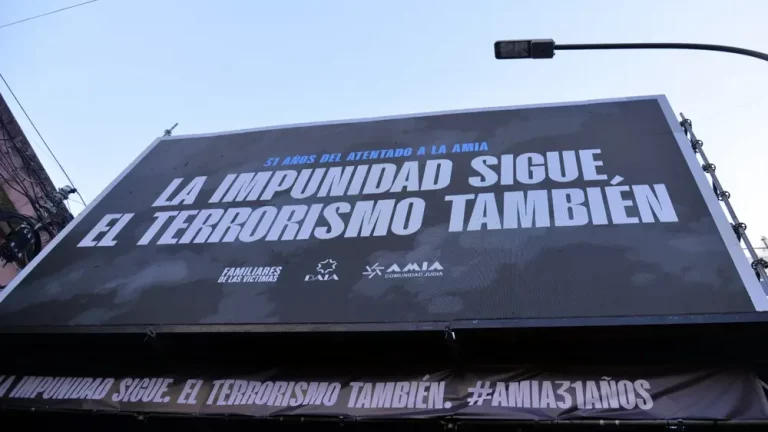 31 AÑOS DEL ATENTADO A LA AMIA
LA IMPUNIDAD SIGUE,
EL TERRORISMO TAMBIÉN
FAMILIARES
DE LAS VÍCTIMAS
DAIA
AMIA
COMUNIDAD JUDÍA
LA IMPUNIDAD SIGUE. EL TERRORISMO TAMBIÉN. #AMIA31AÑOS